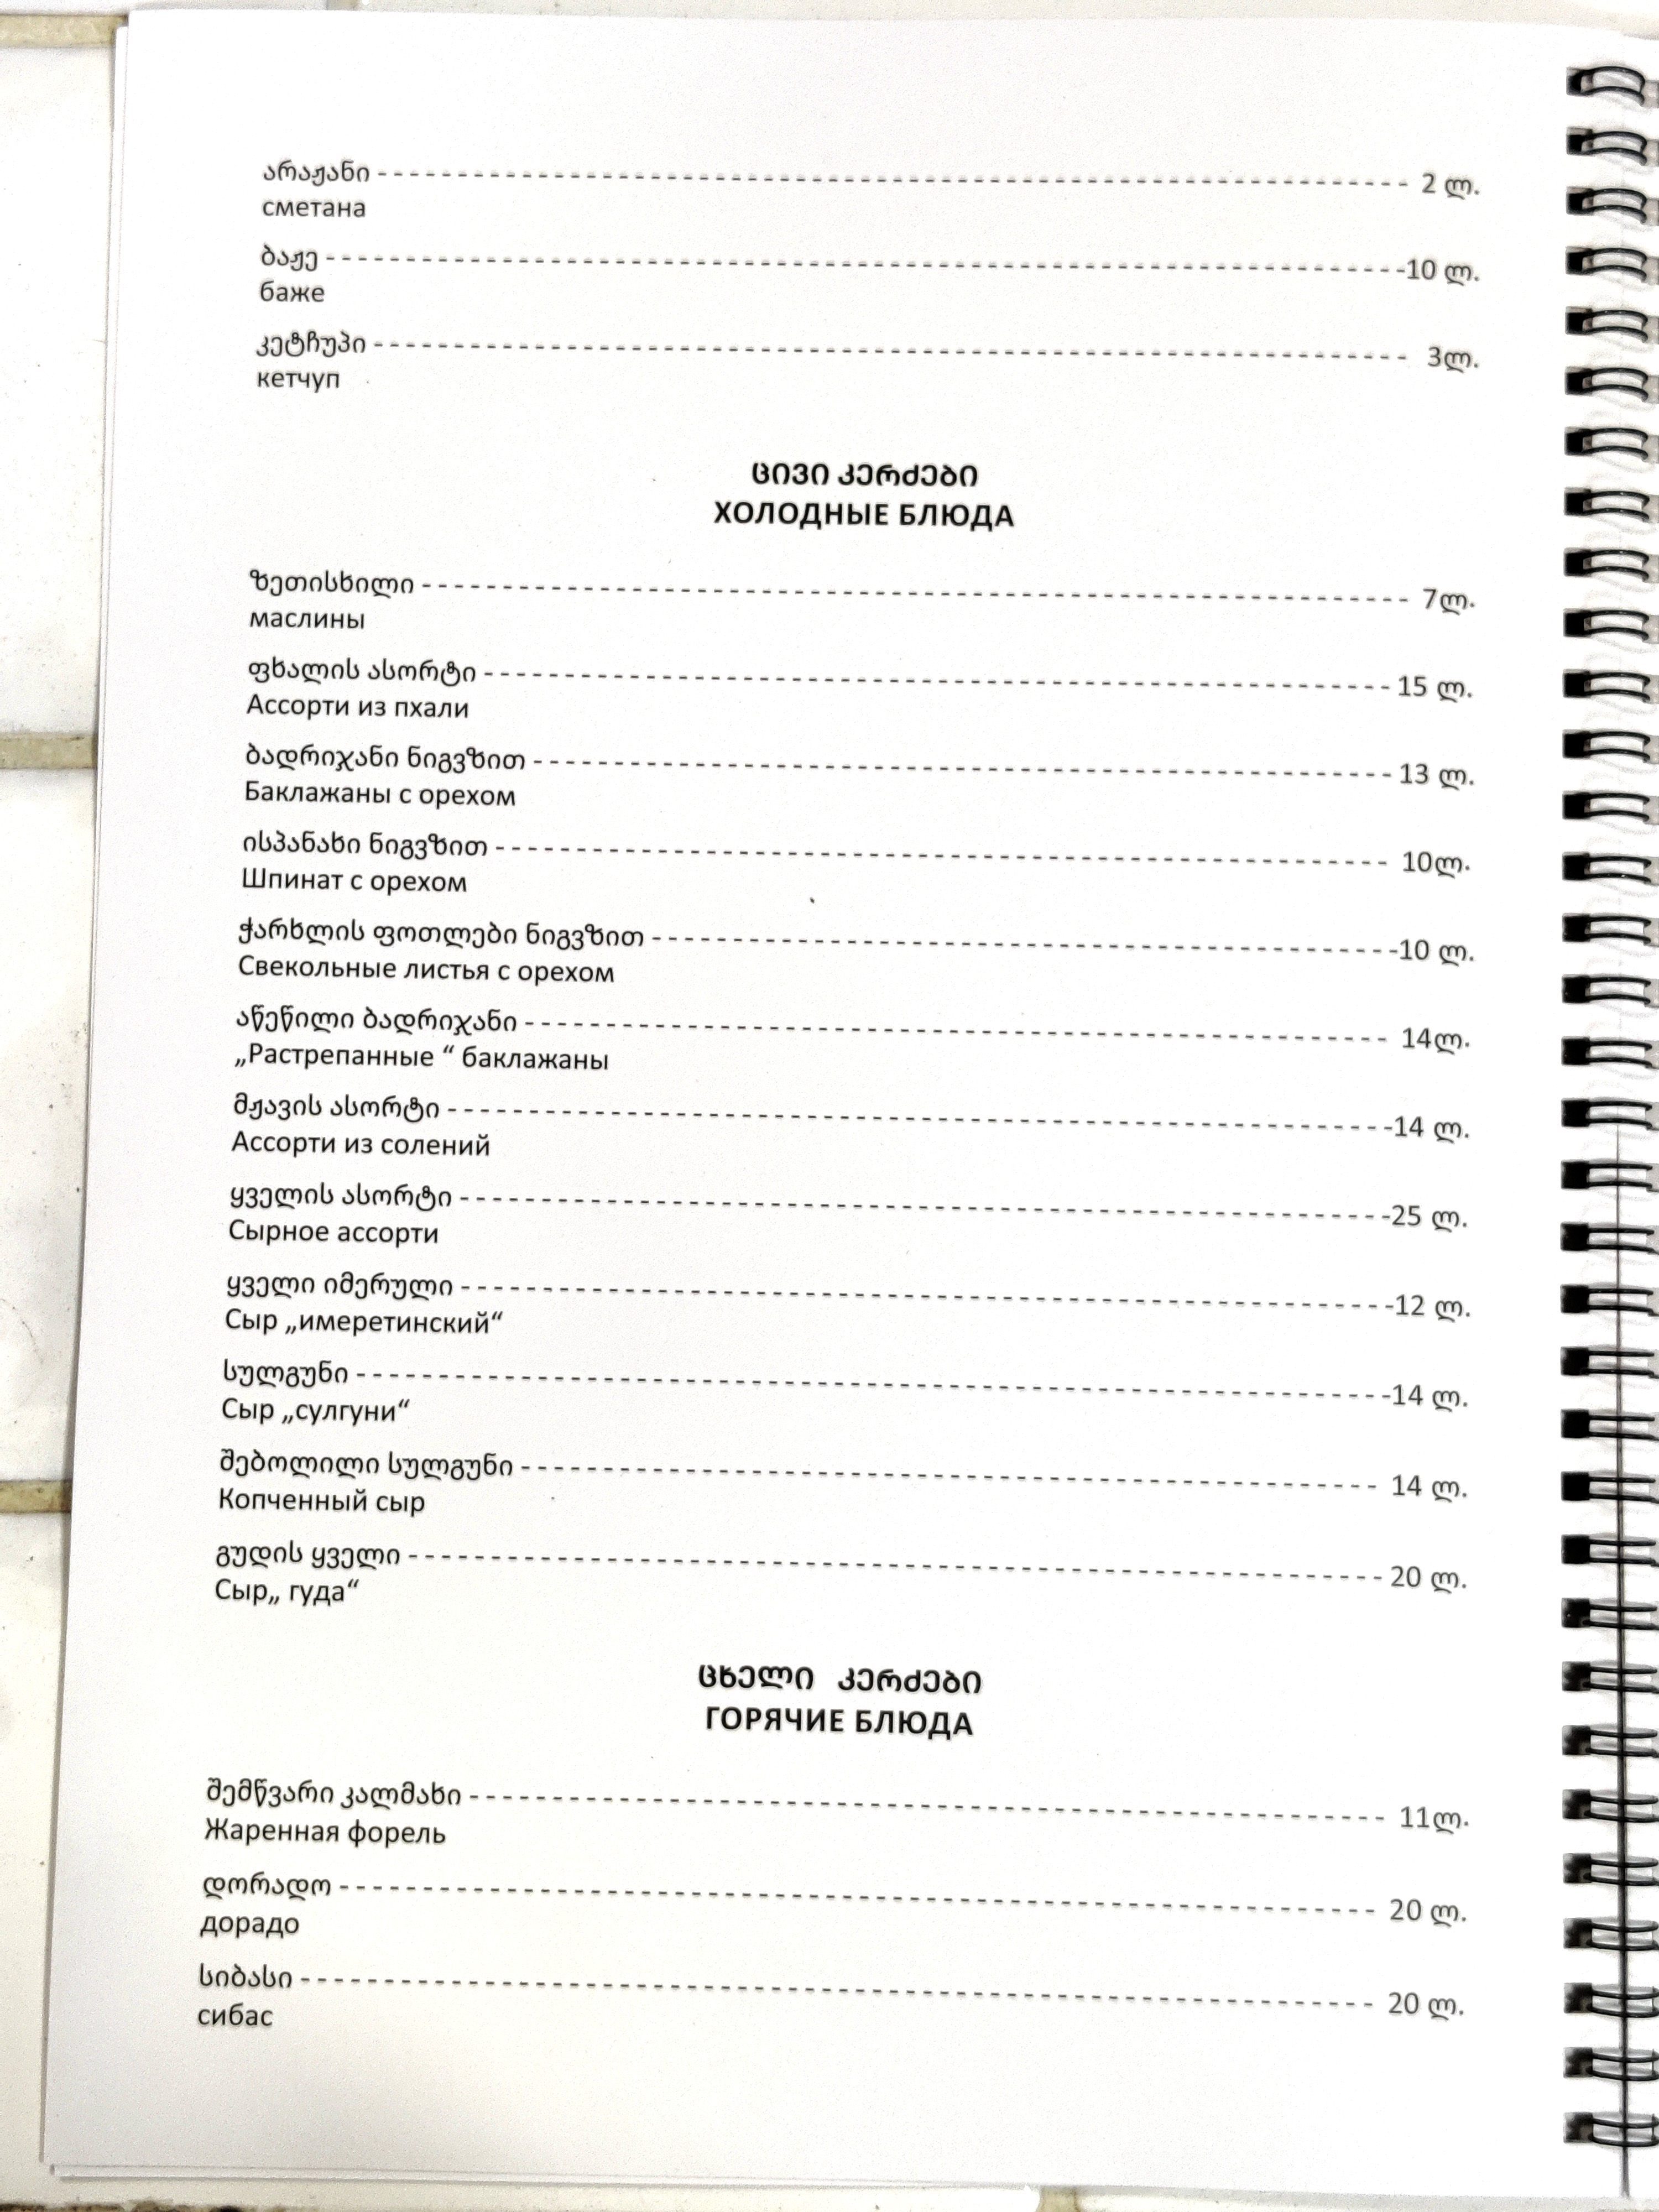 არაჟანი - - - - - - - - - - - - - - - - - - - - - - - - - - - - - - 2 ლ.
сметана
ბაჟე - - - - - - - - - - - - - - - - - - - - - - - - - - - - - - -10 ლ.
баже
კეტჩუპი - - - - - - - - - - - - - - - - - - - - - - - - - - - - - - 3ლ.
кетчуп
ცივი კერძები
ХОЛОДНЫЕ БЛЮДА
ზეთისხილი - - - - - - - - - - - - - - - - - - - - - - - - - - - - - - 7ლ.
маслины
ფხალის ასორტი - - - - - - - - - - - - - - - - - - - - - - - - - - - - - - 15 ლ.
Ассорти из пхали
ბადრიჯანი ნიგვზით - - - - - - - - - - - - - - - - - - - - - - - - - - - - - - 13 ლ.
Баклажаны с орехом
ისპანახი ნიგვზით - - - - - - - - - - - - - - - - - - - - - - - - - - - - - - 10ლ.
Шпинат с орехом
ჭარხლის ფოთლები ნიგვზით - - - - - - - - - - - - - - - - - - - - - - - - - - - - - -10 ლ.
Свекольные листья с орехом
აწეწილი ბადრიჯანი - - - - - - - - - - - - - - - - - - - - - - - - - - - - - - 14ლ.
„Растрепанные “ баклажаны
მჟავის ასორტი - - - - - - - - - - - - - - - - - - - - - - - - - - - - - -14 ლ.
Ассорти из солений
ყველის ასორტი - - - - - - - - - - - - - - - - - - - - - - - - - - - - - -25 ლ.
Сырное ассорти
ყველი იმერული - - - - - - - - - - - - - - - - - - - - - - - - - - - - - -12 ლ.
Сыр „имеретинский“
სულგუნი - - - - - - - - - - - - - - - - - - - - - - - - - - - - - -14 ლ.
Сыр „сулгуни“
შებოლილი სულგუნი - - - - - - - - - - - - - - - - - - - - - - - - - - - - - - 14 ლ.
Копченный сыр
გუდის ყველი - - - - - - - - - - - - - - - - - - - - - - - - - - - - - - 20 ლ.
Сыр„ гуда“
ცხელი კერძები
ГОРЯЧИЕ БЛЮДА
შემწვარი კალმახი - - - - - - - - - - - - - - - - - - - - - - - - - - - - - - 11ლ.
Жаренная форель
დორადო - - - - - - - - - - - - - - - - - - - - - - - - - - - - - - 20 ლ.
дорадо
სიბასი - - - - - - - - - - - - - - - - - - - - - - - - - - - - - - 20 ლ.
сибас